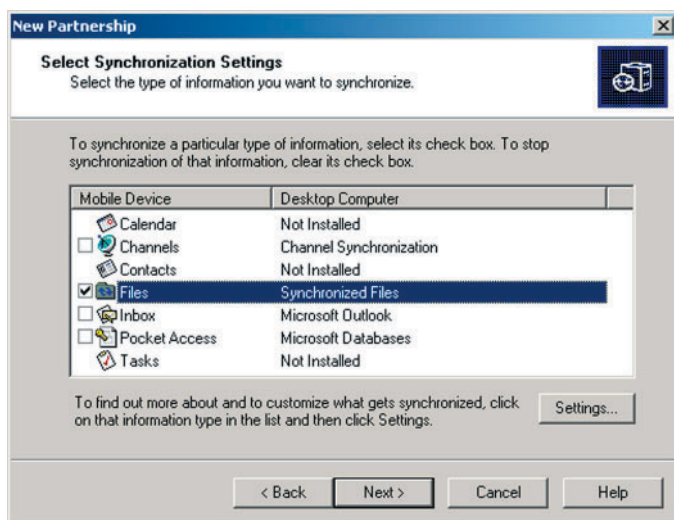 New Partnership
Select Synchronization Settings
Select the type of information you want to synchronize.
To synchronize a particular type of information, select its check box. To stop
synchronization of that information, clear its check box.
Mobile Device Desktop Computer
Calendar Not Installed
Channels Channel Synchronization
Contacts Not Installed
Files Synchronized Files
Inbox Microsoft Outlook
Pocket Access Microsoft Databases
Tasks Not Installed
To find out more about and to customize what gets synchronized, click
on that information type in the list and then click Settings.
Settings...
< Back Next > Cancel Help